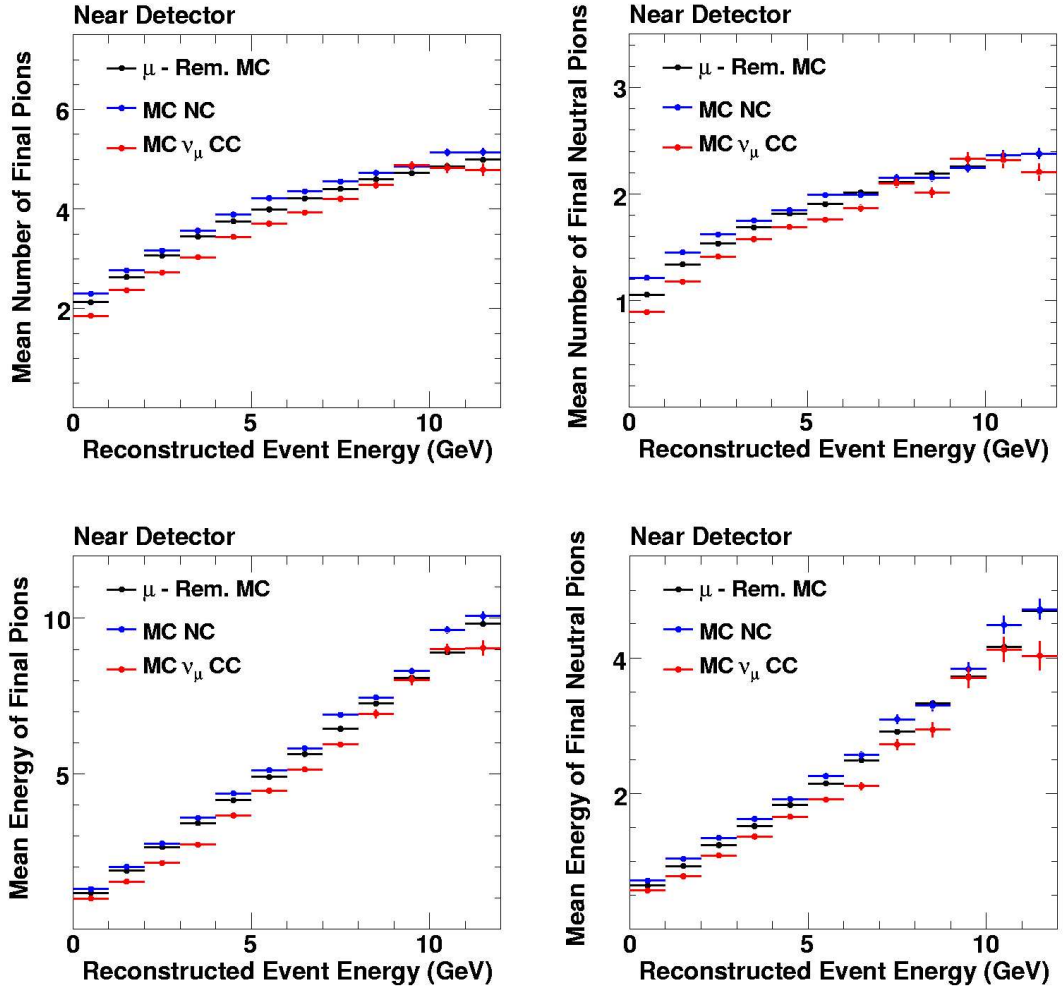 Near Detector
Mean Number of Final Pions
μ - Rem. MC
MC NC
MC νμ CC
6
4
2
0 5 10
Reconstructed Event Energy (GeV)
Near Detector
Mean Number of Final Neutral Pions
μ - Rem. MC
MC NC
MC νμ CC
3
2
1
0 5 10
Reconstructed Event Energy (GeV)
Near Detector
Mean Energy of Final Pions
μ - Rem. MC
MC NC
MC νμ CC
10
5
0 5 10
Reconstructed Event Energy (GeV)
Near Detector
Mean Energy of Final Neutral Pions
μ - Rem. MC
MC NC
MC νμ CC
4
2
0 5 10
Reconstructed Event Energy (GeV)